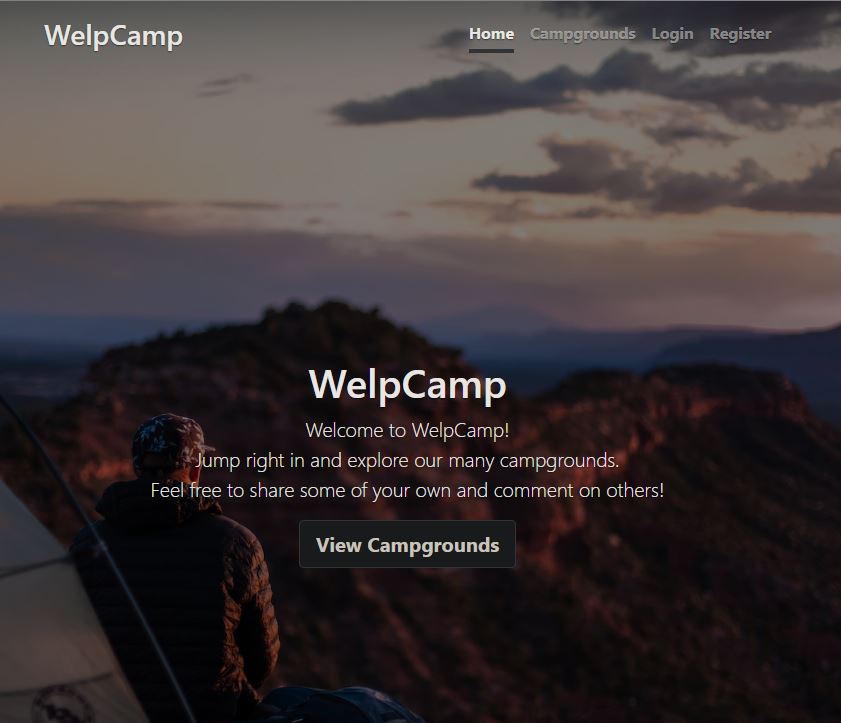 WelpCamp
Home Campgrounds Login Register
WelpCamp
Welcome to WelpCamp!
Jump right in and explore our many campgrounds.
Feel free to share some of your own and comment on others!
View Campgrounds